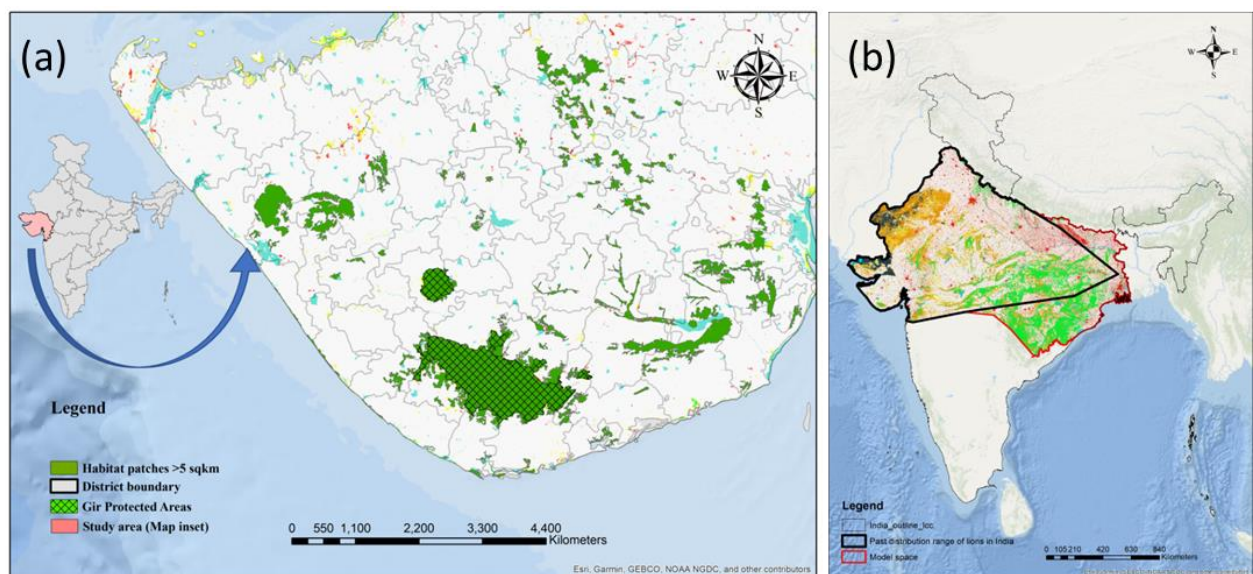 (a)
N
W E
S
Legend
Habitat patches >5 sqkm
District boundary
Gir Protected Areas
Study area (Map inset)
0 550 1,100 2,200 3,300 4,400
Kilometers
Esri, Garmin, GEBCO, NOAA NGDC, and other contributors
(b)
N
W E
S
Legend
India_outline_lcc
Past distribution range of lions in India
Model space
0 105 210 420 630 840
Kilometers